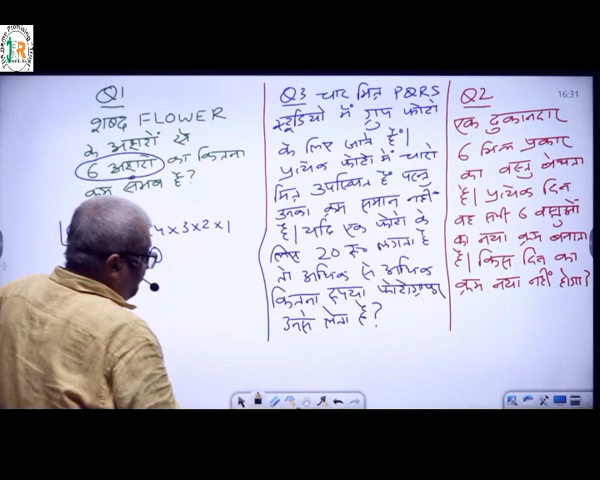 Q1
शब्द FLOWER
के अक्षरों से
6 अक्षरों का कितना
क्रम संभव है?
4 x 3 x 2 x 1
Q3 चार मित्र PQRS
स्टूडियो में ग्रुप फोटो
के लिए जाते हैं।
प्रत्येक फोटो में चारो
मित्र उपस्थित हैं परन्तु
उनका क्रम समान नहीं
है। यदि एक फोटो के
लिए 20 रु० लगता है
तो अधिक से अधिक
कितना रुपया फोटोग्राफर
उनसे लेता है?
Q2
एक दुकानदार
6 भिन्न प्रकार
का वस्तु बेचता
है। प्रत्येक दिन
वह सभी 6 वस्तुओं
का नया क्रम बनाता
है। किस दिन का
क्रम नया नहीं होगा?
16:31